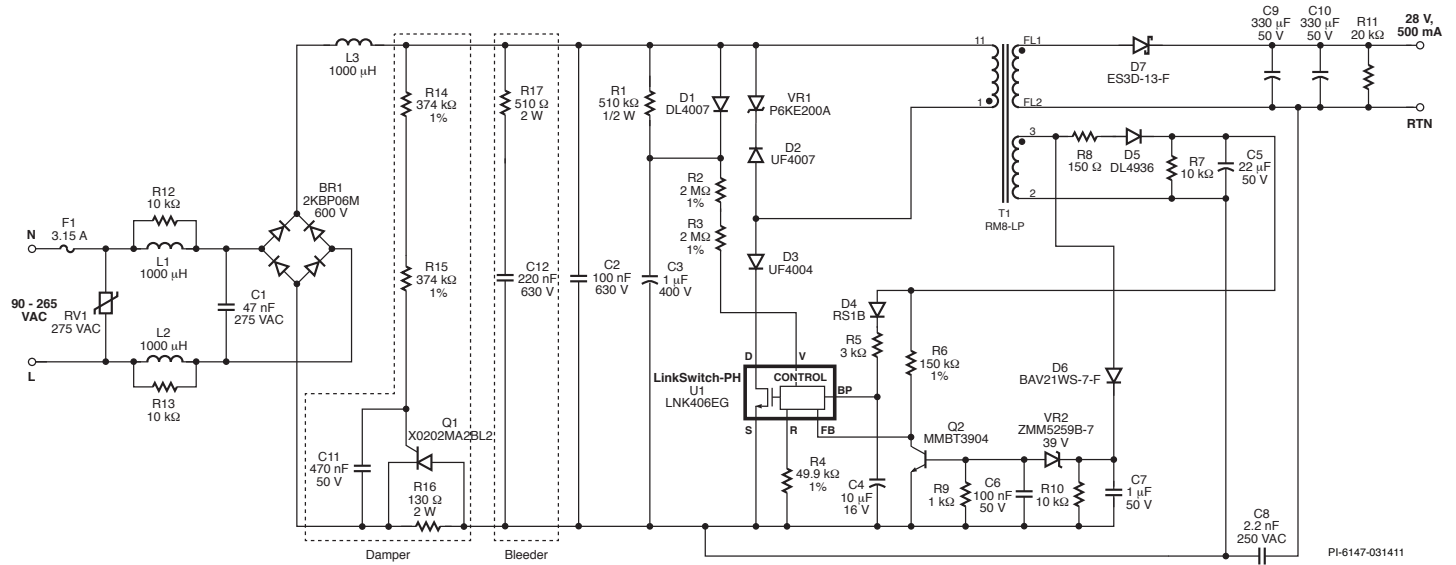 C9
330 µF
50 V
C10
330 µF
50 V
R11
20 kΩ
28 V,
500 mA
L3
1000 µH
11
FL1
D7
ES3D-13-F
R14
374 kΩ
1%
R17
510 Ω
2 W
R1
510 kΩ
1/2 W
D1
DL4007
VR1
P6KE200A
1
FL2
RTN
D2
UF4007
3
R8
150 Ω
D5
DL4936
R7
10 kΩ
C5
22 µF
50 V
R2
2 MΩ
1%
2
T1
RM8-LP
R12
10 kΩ
BR1
2KBP06M
600 V
F1
3.15 A
N
L1
1000 µH
R3
2 MΩ
1%
R15
374 kΩ
1%
C12
220 nF
630 V
C2
100 nF
630 V
C3
1 µF
400 V
D3
UF4004
90 - 265
VAC
RV1
275 VAC
C1
47 nF
275 VAC
D4
RS1B
L2
1000 µH
R5
3 kΩ
R6
150 kΩ
1%
L
D
V
R13
10 kΩ
LinkSwitch-PH
U1
LNK406EG
CONTROL
BP
D6
BAV21WS-7-F
S
R
FB
Q1
X0202MA2BL2
Q2
MMBT3904
VR2
ZMM5259B-7
39 V
C11
470 nF
50 V
R16
130 Ω
2 W
R4
49.9 kΩ
1%
C4
10 µF
16 V
R9
1 kΩ
C6
100 nF
50 V
R10
10 kΩ
C7
1 µF
50 V
C8
2.2 nF
250 VAC
Damper
Bleeder
PI-6147-031411